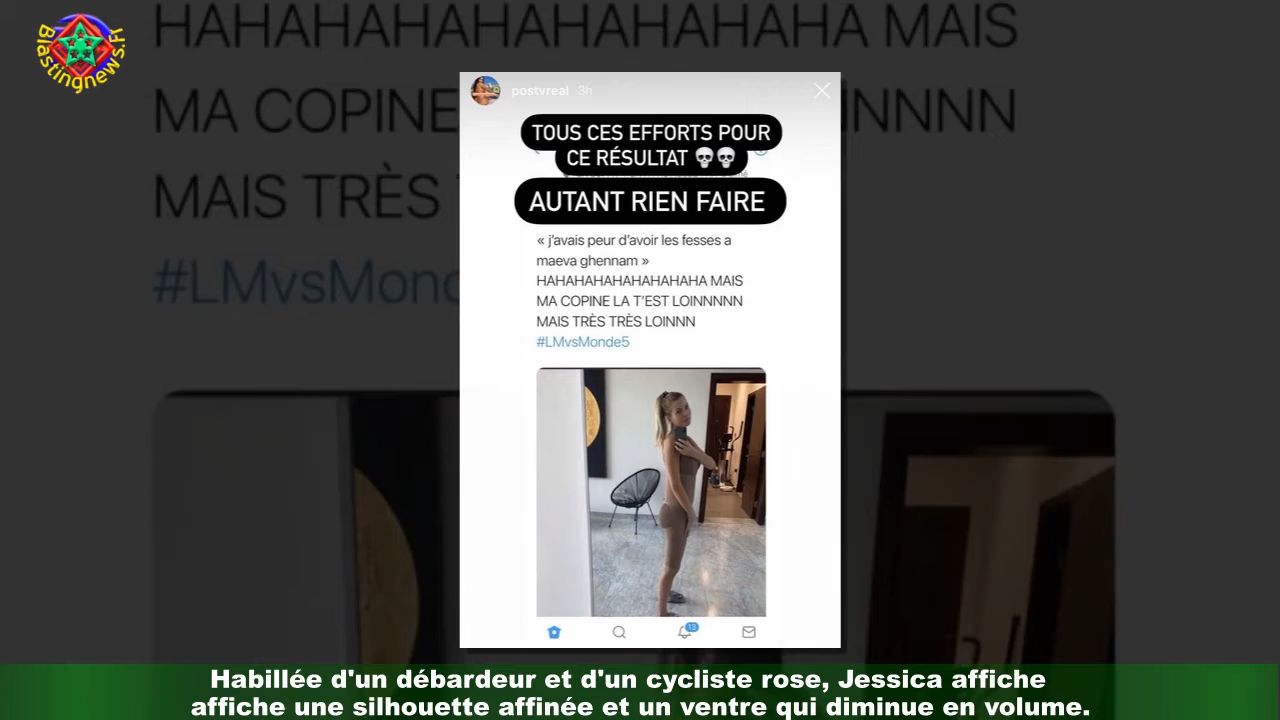 HAHAHAHAHAHAHAHAHA MAIS
MA COPINE
INNNN
MAIS TRÈS
#LMvsMond
Blastingnews.Fr
postvreal 3h
TOUS CES EFFORTS POUR
CE RÉSULTAT 💀💀
AUTANT RIEN FAIRE
« j'avais peur d'avoir les fesses a
maeva ghennam »
HAHAHAHAHAHAHAHAHA MAIS
MA COPINE LA T'EST LOINNNNN
MAIS TRÈS TRÈS LOINNN
#LMvsMonde5
13
Habillée d'un débardeur et d'un cycliste rose, Jessica affiche
affiche une silhouette affinée et un ventre qui diminue en volume.